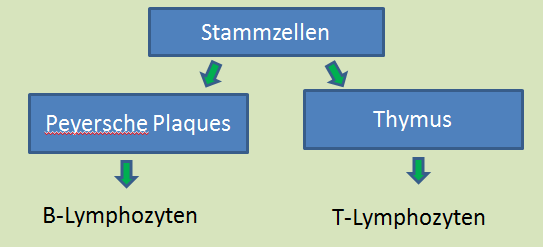 Stammzellen
Peyersche Plaques
Thymus
B-Lymphozyten
T-Lymphozyten